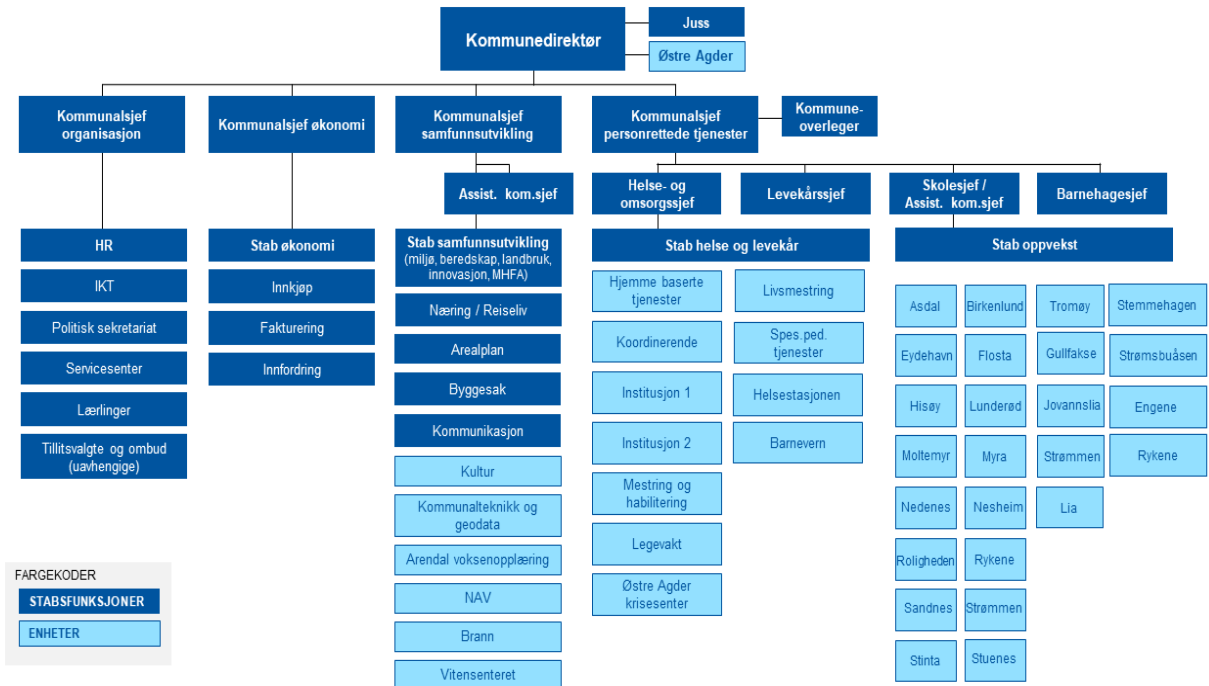 Kommunedirektør
Juss
Østre Agder
Kommunalsjef
organisasjon
Kommunalsjef økonomi
Kommunalsjef
samfunnsutvikling
Kommunalsjef
personrettede tjenester
Kommune-
overleger
Assist. kom.sjef
Helse- og
omsorgssjef
Levekårssjef
Skolesjef /
Assist. kom.sjef
Barnehagesjef
HR
IKT
Politisk sekretariat
Servicesenter
Lærlinger
Tillitsvalgte og ombud
(uavhengige)
Stab økonomi
Innkjøp
Fakturering
Innfordring
Stab samfunnsutvikling
(miljø, beredskap, landbruk,
innovasjon, MHFA)
Næring / Reiseliv
Arealplan
Byggesak
Kommunikasjon
Kultur
Kommunalteknikk og
geodata
Arendal voksenopplæring
NAV
Brann
Vitensenteret
Stab helse og levekår
Hjemme baserte
tjenester
Koordinerende
Institusjon 1
Institusjon 2
Mestring og
habilitering
Legevakt
Østre Agder
krisesenter
Livsmestring
Spes.ped.
tjenester
Helsestasjonen
Barnevern
Stab oppvekst
Asdal
Eydehavn
Hisøy
Moltemyr
Nedenes
Roligheden
Sandnes
Stinta
Birkenlund
Flosta
Lunderød
Myra
Nesheim
Rykene
Strømmen
Stuenes
Tromøy
Gullfakse
Jovannslia
Strømmen
Lia
Stemmehagen
Strømsbuåsen
Engene
Rykene
FARGEKODER
STABSFUNKSJONER
ENHETER